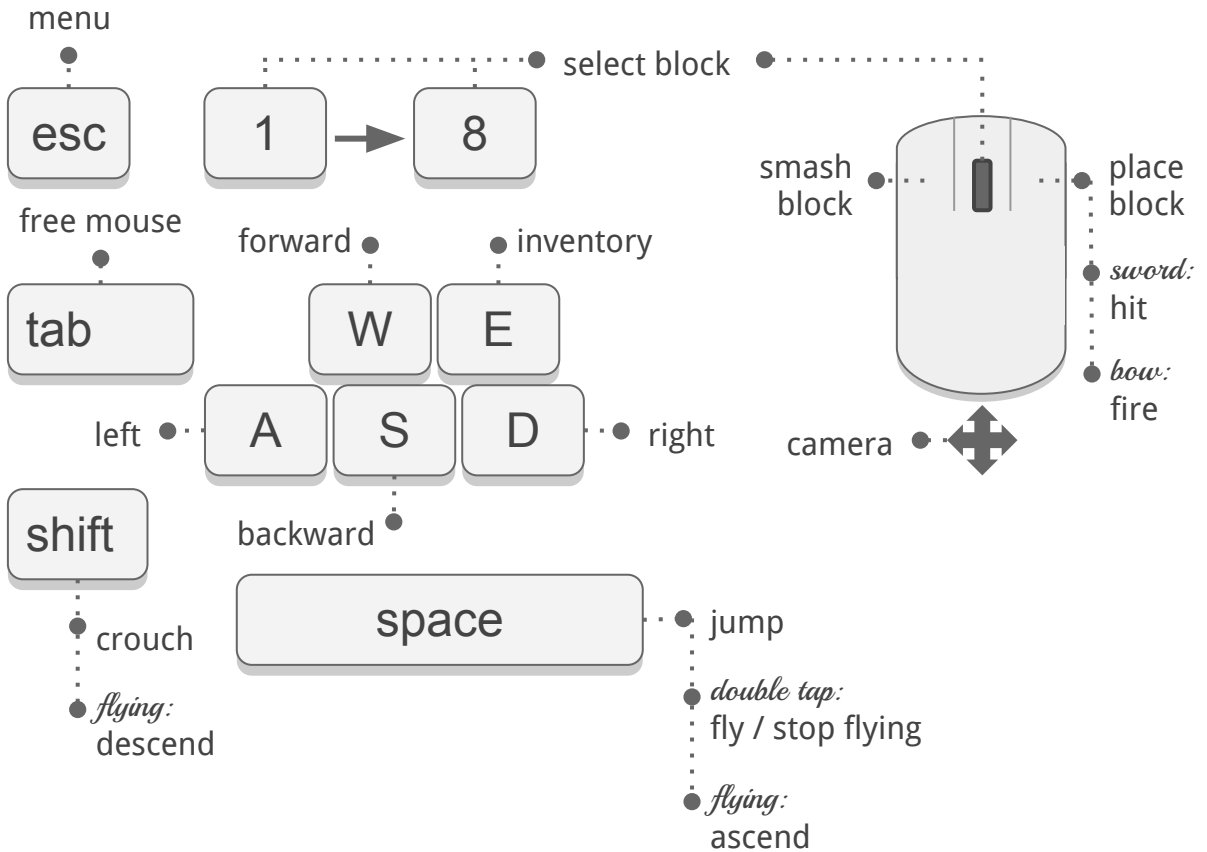 menu
select block
esc
1
8
smash
block
place
block
free mouse
forward
inventory
sword:
hit
tab
W
E
bow:
fire
left
A
S
D
right
camera
shift
backward
space
jump
crouch
double tap:
fly / stop flying
flying:
descend
flying:
ascend